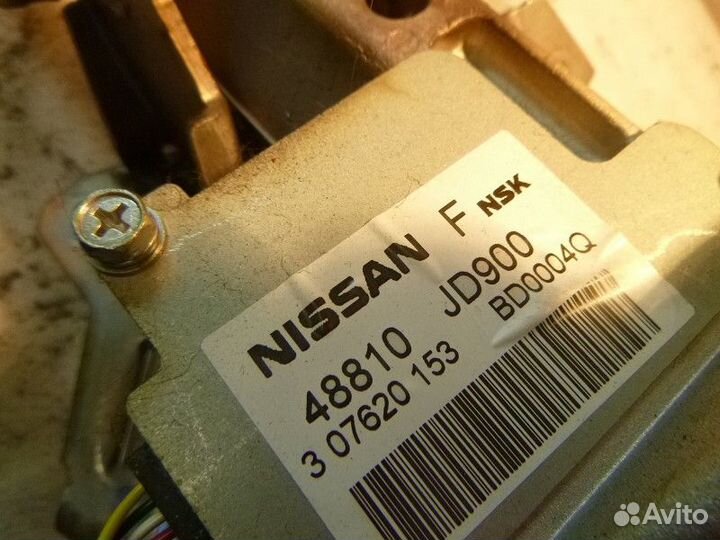 NISSAN F NSK
48810 JD900
3 07620 153 BD0004Q
Avito